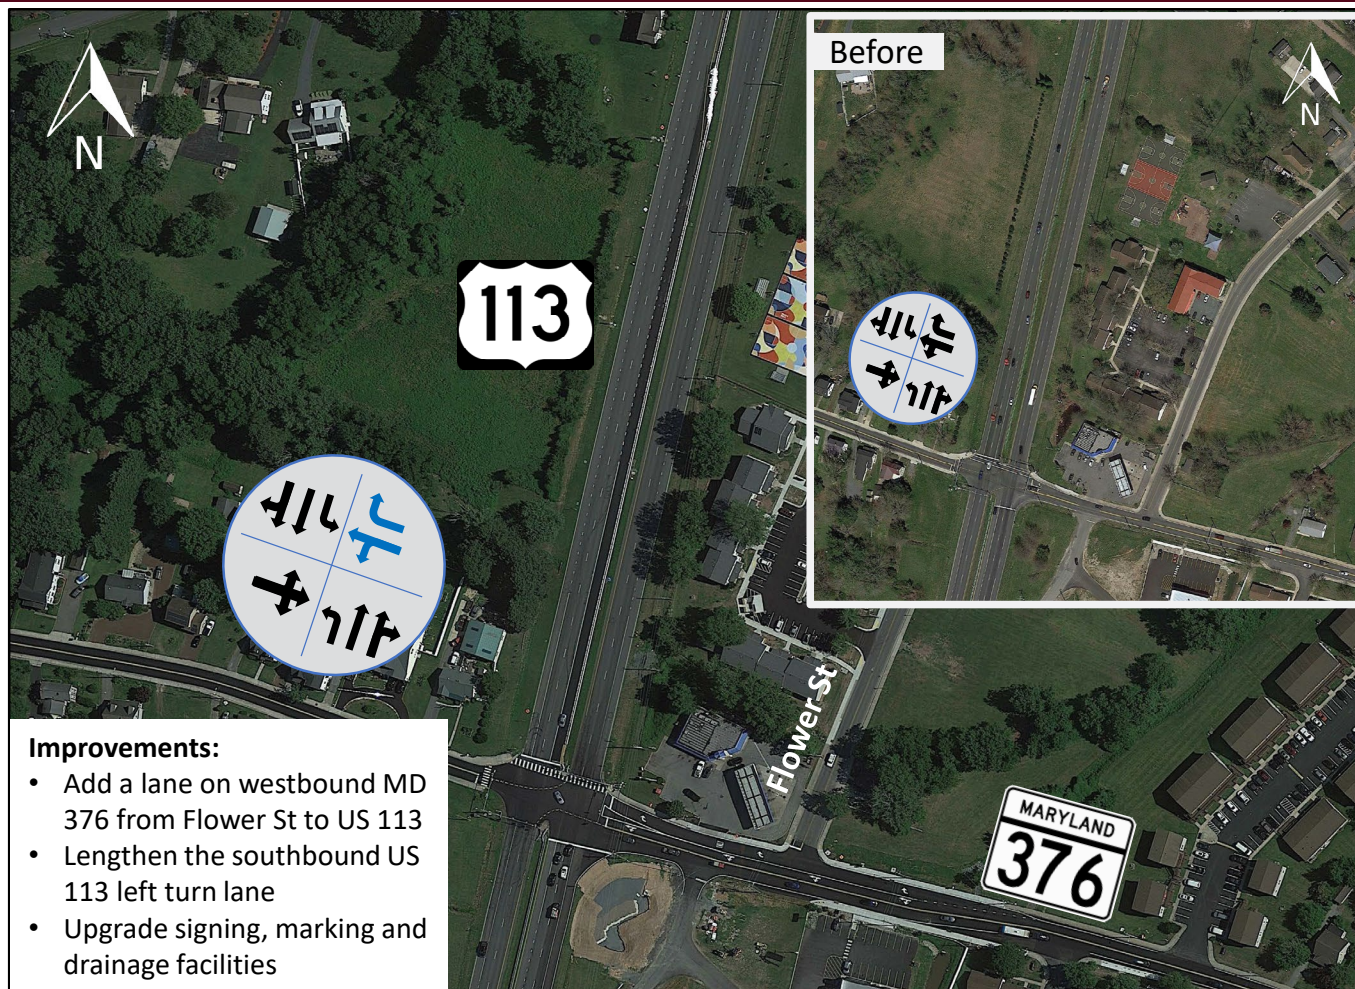 Before
N
N
113
Flower St
MARYLAND
376
Improvements:
• Add a lane on westbound MD
376 from Flower St to US 113
• Lengthen the southbound US
113 left turn lane
• Upgrade signing, marking and
drainage facilities